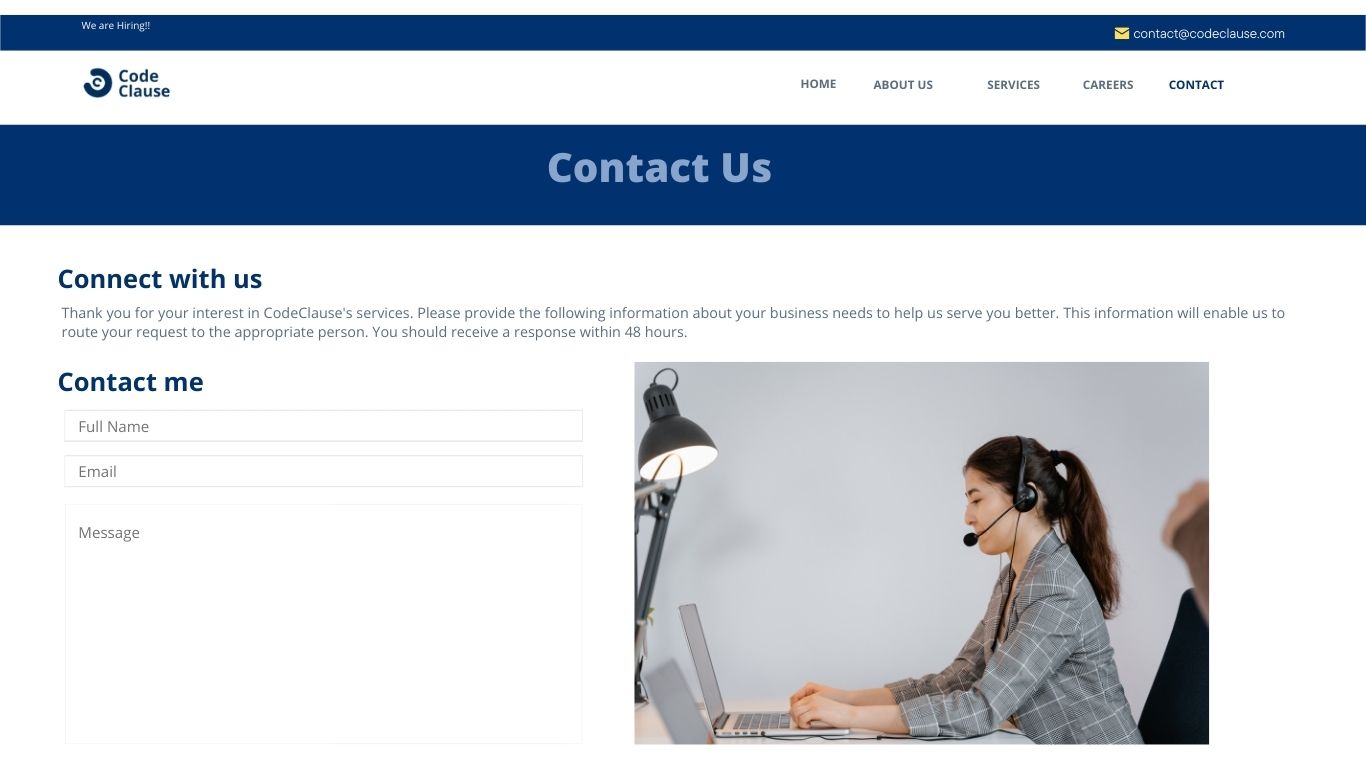 We are Hiring!!
contact@codeclause.com
Code
Clause
HOME ABOUT US SERVICES CAREERS CONTACT
Contact Us
Connect with us
Thank you for your interest in CodeClause's services. Please provide the following information about your business needs to help us serve you better. This information will enable us to
route your request to the appropriate person. You should receive a response within 48 hours.
Contact me
Full Name
Email
Message